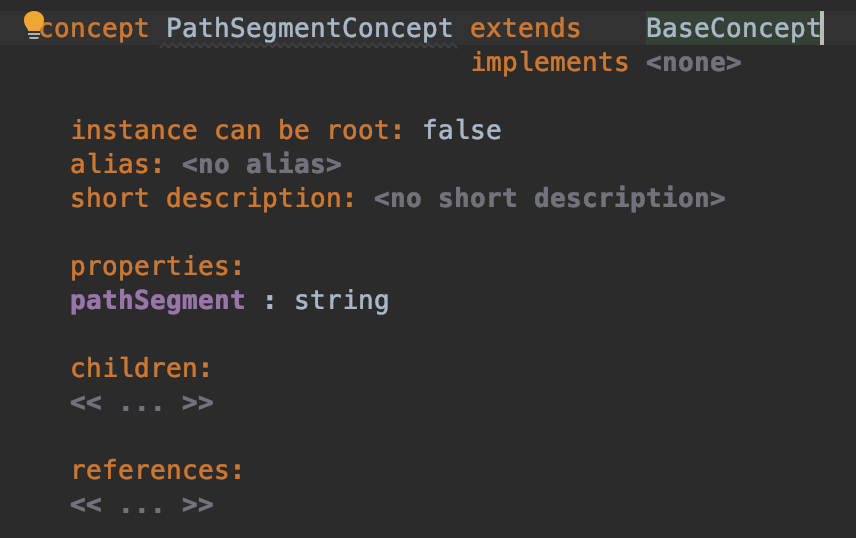 concept PathSegmentConcept extends BaseConcept
implements <none>
instance can be root: false
alias: <no alias>
short description: <no short description>
properties:
pathSegment : string
children:
<< ... >>
references:
<< ... >>